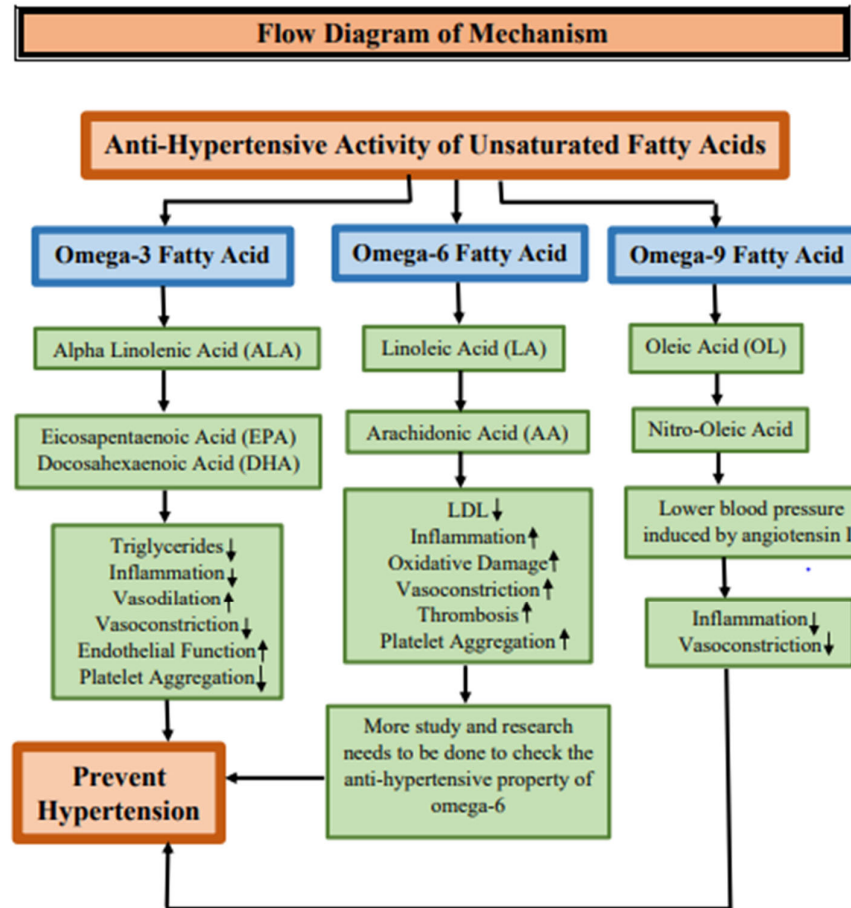 Flow Diagram of Mechanism
Anti-Hypertensive Activity of Unsaturated Fatty Acids
Omega-3 Fatty Acid
Omega-6 Fatty Acid
Omega-9 Fatty Acid
Alpha Linolenic Acid (ALA)
Linoleic Acid (LA)
Oleic Acid (OL)
Eicosapentaenoic Acid (EPA)
Docosahexaenoic Acid (DHA)
Arachidonic Acid (AA)
Nitro-Oleic Acid
Triglycerides↓
Inflammation↓
Vasodilation↑
Vasoconstriction↓
Endothelial Function↑
Platelet Aggregation↓
LDL↓
Inflammation↑
Oxidative Damage↑
Vasoconstriction↑
Thrombosis↑
Platelet Aggregation↑
Lower blood pressure
induced by angiotensin
Inflammation↓
Vasoconstriction↓
More study and research
needs to be done to check the
anti-hypertensive property of
omega-6
Prevent
Hypertension